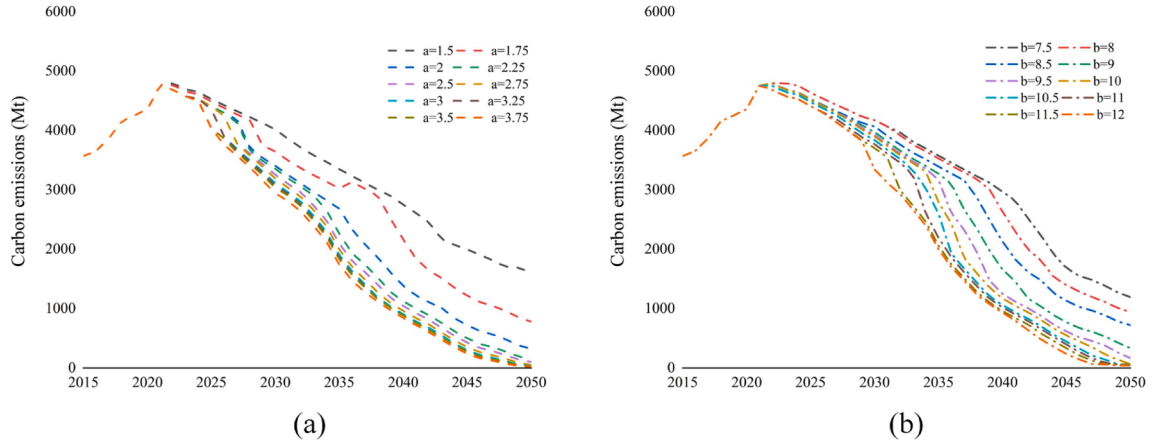 6000
5000
4000
3000
2000
1000
0
Carbon emissions (Mt)
a=1.5 a=1.75
a=2 a=2.25
a=2.5 a=2.75
a=3 a=3.25
a=3.5 a=3.75
2015 2020 2025 2030 2035 2040 2045 2050
(a)
6000
5000
4000
3000
2000
1000
0
Carbon emissions (Mt)
b=7.5 b=8
b=8.5 b=9
b=9.5 b=10
b=10.5 b=11
b=11.5 b=12
2015 2020 2025 2030 2035 2040 2045 2050
(b)